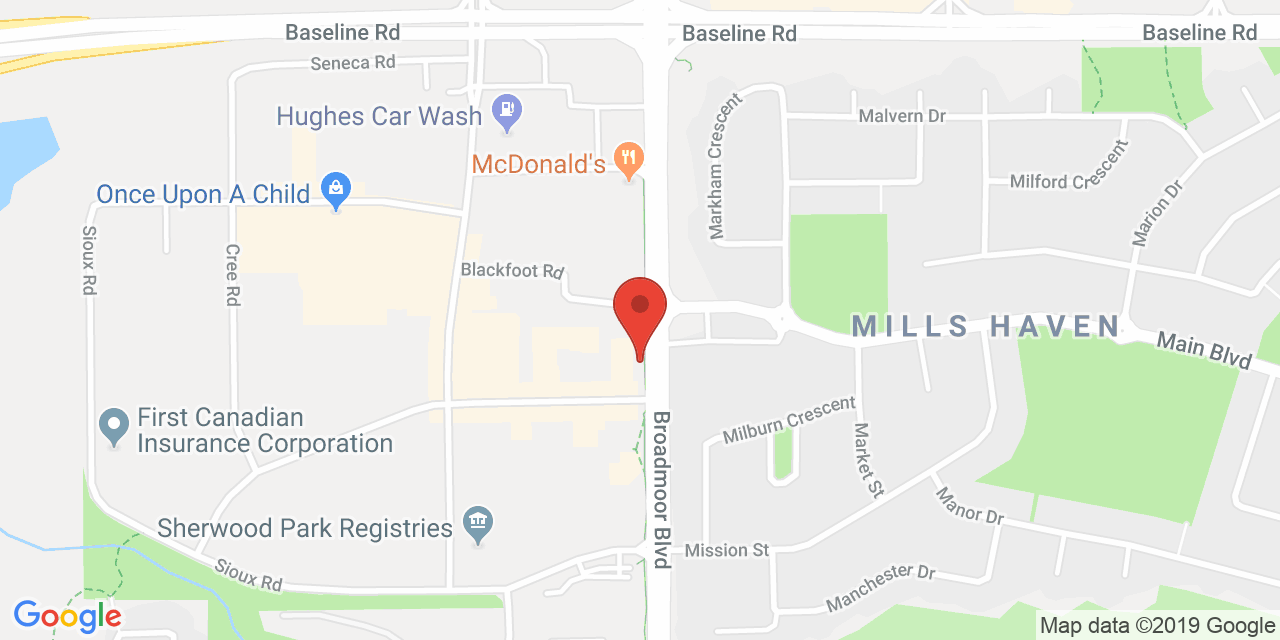 Baseline Rd
Baseline Rd
Baseline Rd
Seneca Rd
Hughes Car Wash
Markham Crescent
Malvern Dr
McDonald's
Milford Crescent
Once Upon A Child
Marion Dr
Sioux Rd
Cree Rd
Blackfoot Rd
MILLS HAVEN
Main Blvd
First Canadian
Insurance Corporation
Milburn Crescent
Broadmoor Blvd
Market St
Manor Dr
Sherwood Park Registries
Mission St
Sioux Rd
Manchester Dr
Google
Map data ©2019 Google